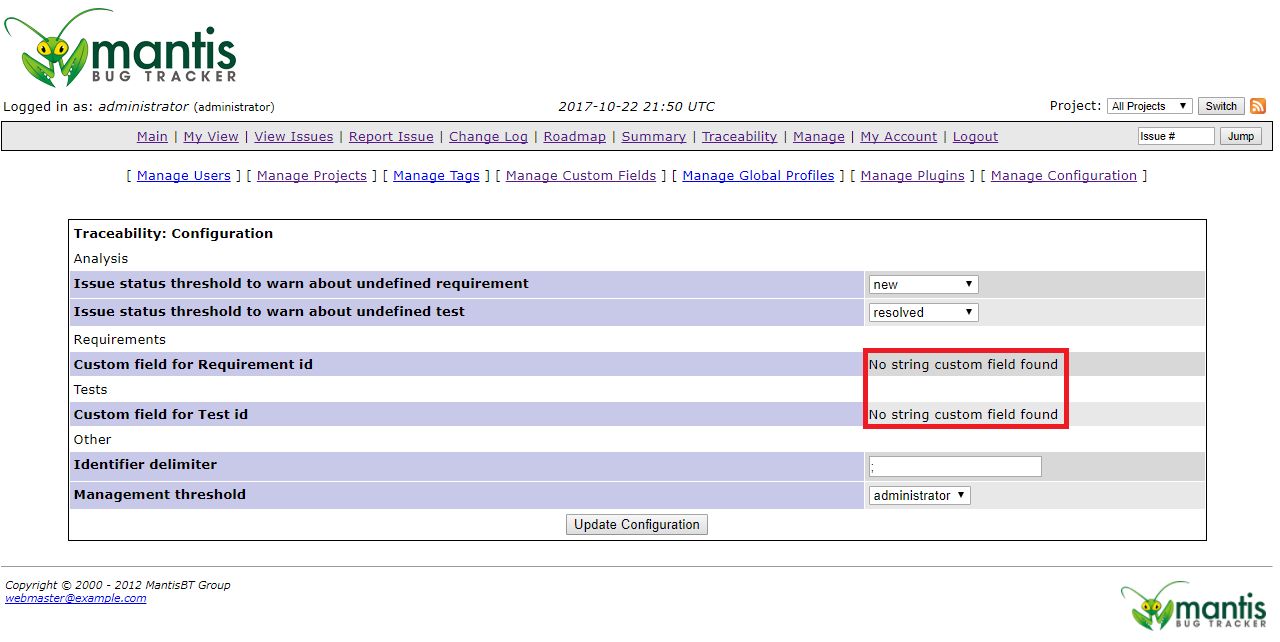 mantis
BUG TRACKER
Logged in as: administrator (administrator) 2017-10-22 21:50 UTC Project: All Projects Switch
Main | My View | View Issues | Report Issue | Change Log | Roadmap | Summary | Traceability | Manage | My Account | Logout Issue # Jump
[ Manage Users ] [ Manage Projects ] [ Manage Tags ] [ Manage Custom Fields ] [ Manage Global Profiles ] [ Manage Plugins ] [ Manage Configuration ]
Traceability: Configuration
Analysis
Issue status threshold to warn about undefined requirement new
Issue status threshold to warn about undefined test resolved
Requirements
Custom field for Requirement id No string custom field found
Tests
Custom field for Test id No string custom field found
Other
Identifier delimiter ;
Management threshold administrator
Update Configuration
Copyright © 2000 - 2012 MantisBT Group
webmaster@example.com
mantis
BUG TRACKER